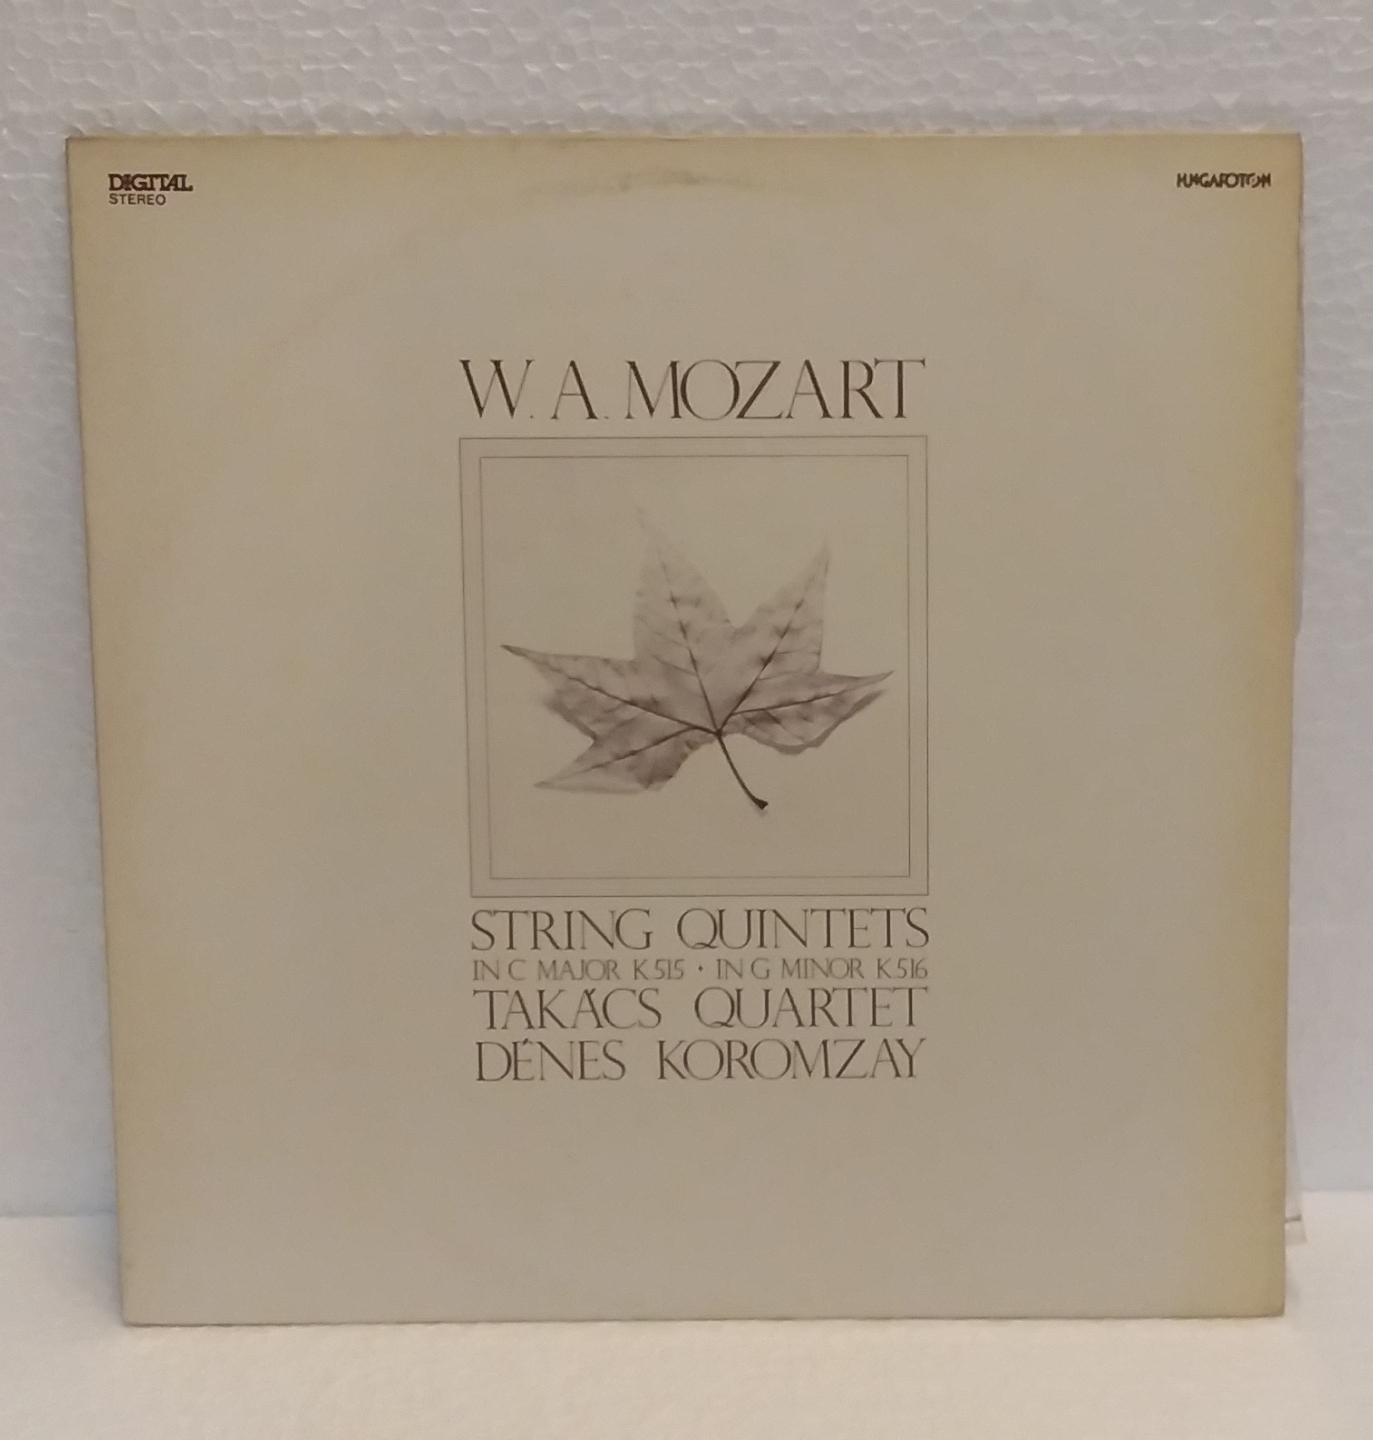 DIGITAL
STEREO
HUNGAROTON
W. A. MOZART
STRING QUINTETS
IN C MAJOR K 515 · IN G MINOR K 516
TAKÁCS QUARTET
DÉNES KOROMZAY